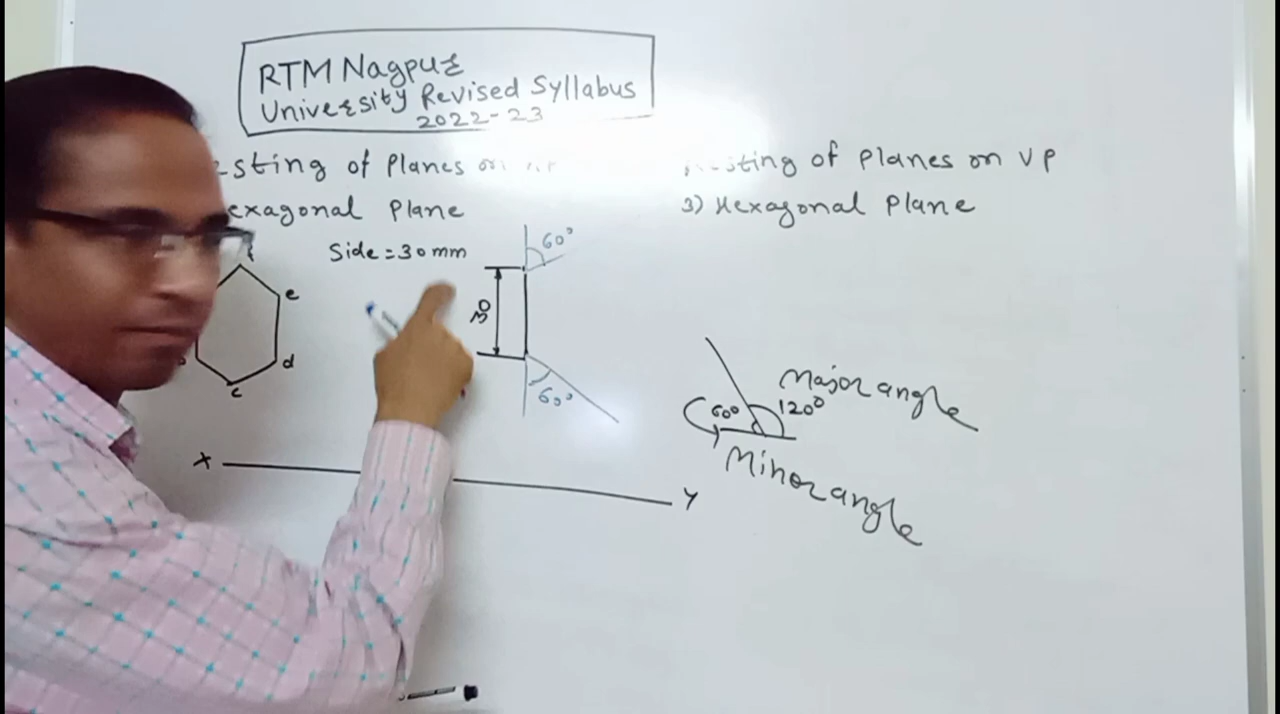 RTM Nagpur
University Revised Syllabus
2022-23
sting of Planes on
exagonal Plane
Side = 30 mm
e
d
c
30
60°
60°
X
Y
sting of Planes on VP
3) Hexagonal Plane
Major angle
60°
120°
Minor angle